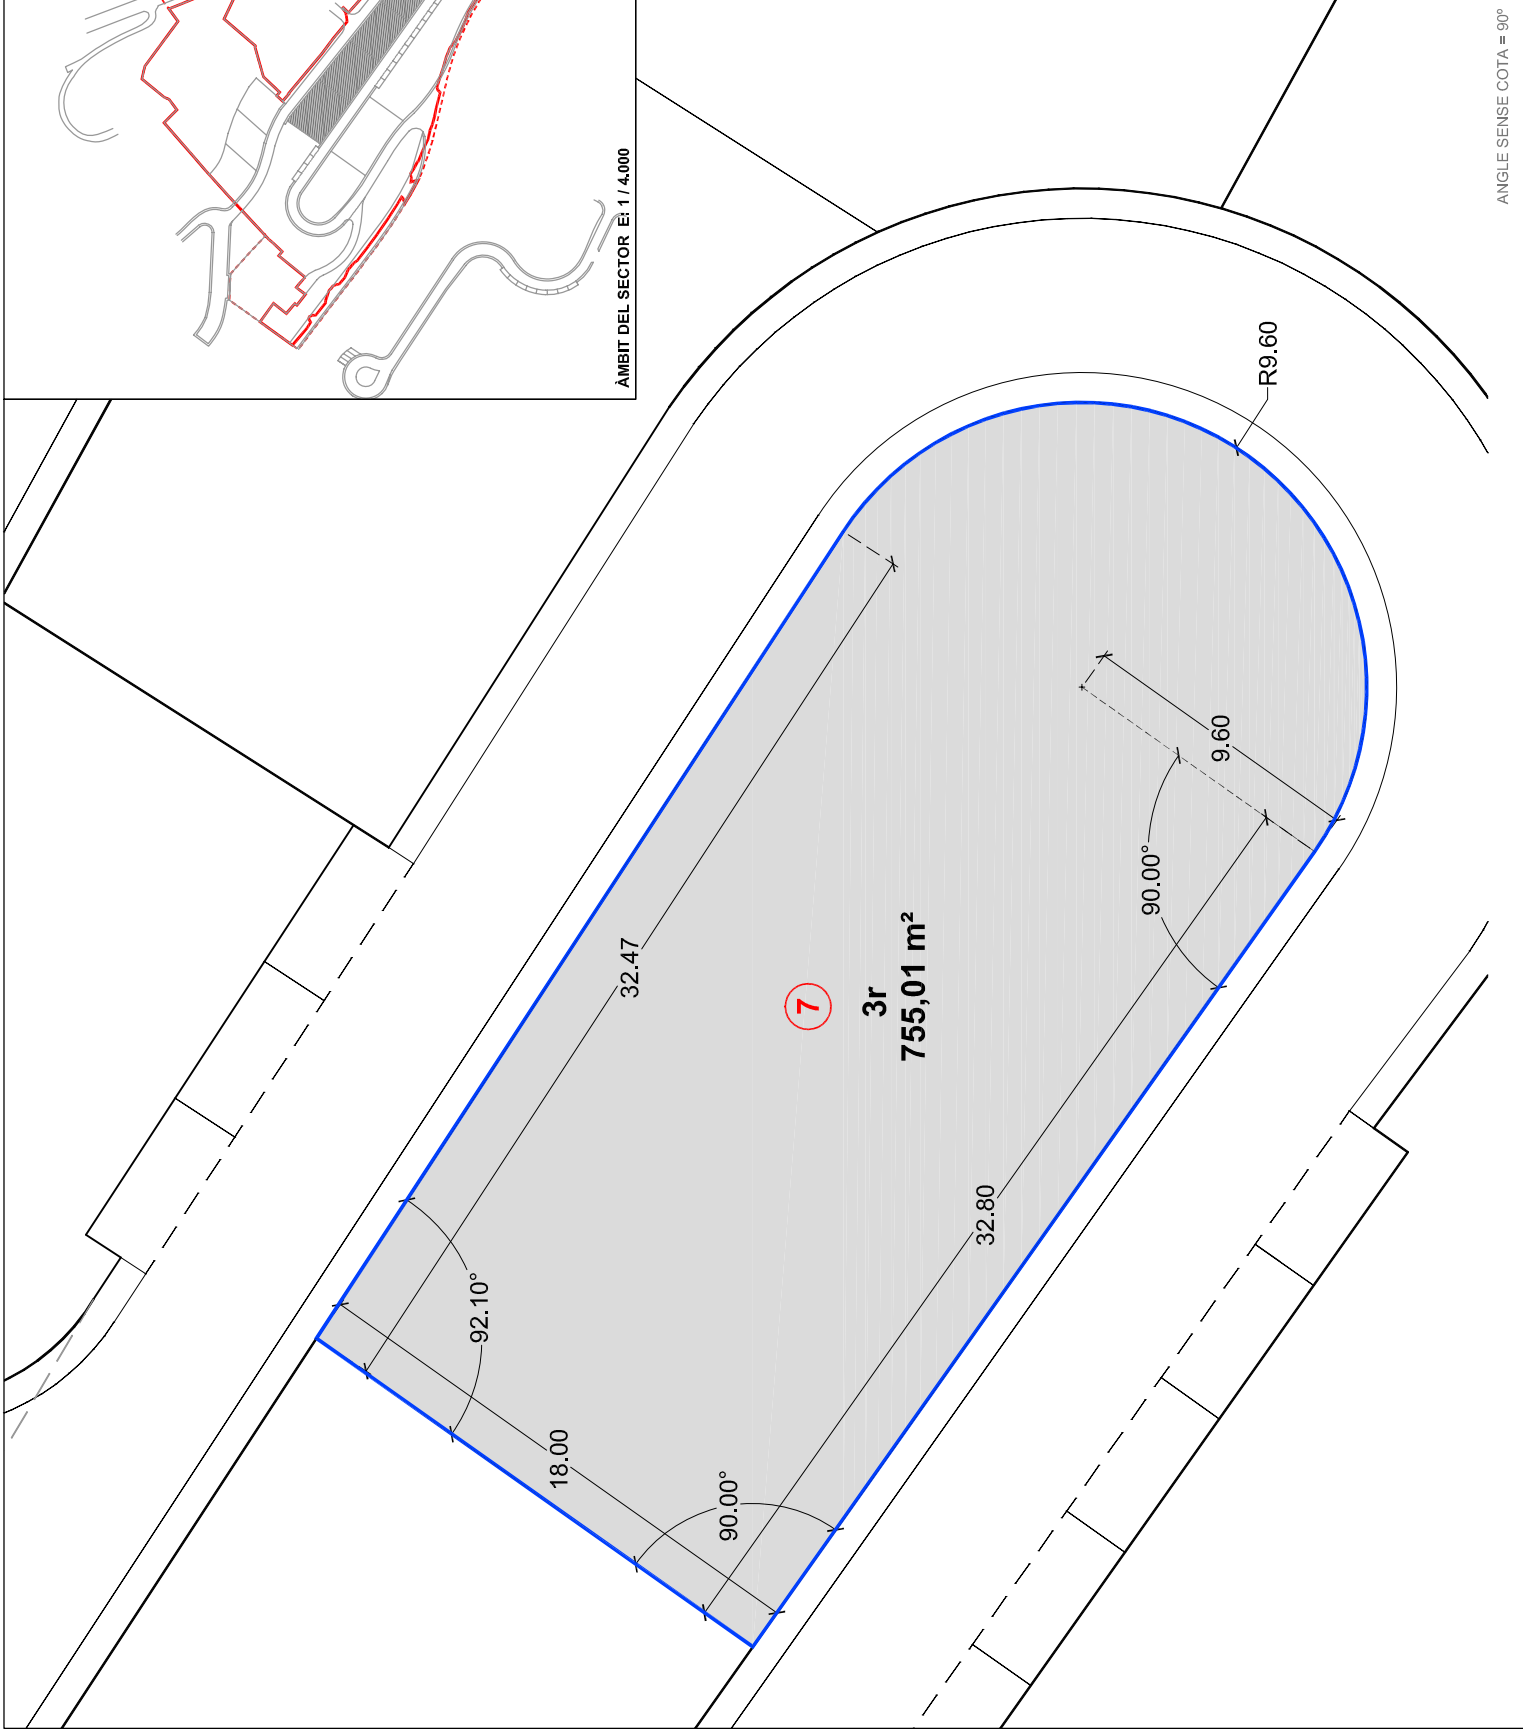 ÀMBIT DEL SECTOR E: 1 / 4.000
ANGLE SENSE COTA = 90°
R9.60
9.60
90.00°
32.47
7
3r
755,01 m²
32.80
92.10°
18.00
90.00°